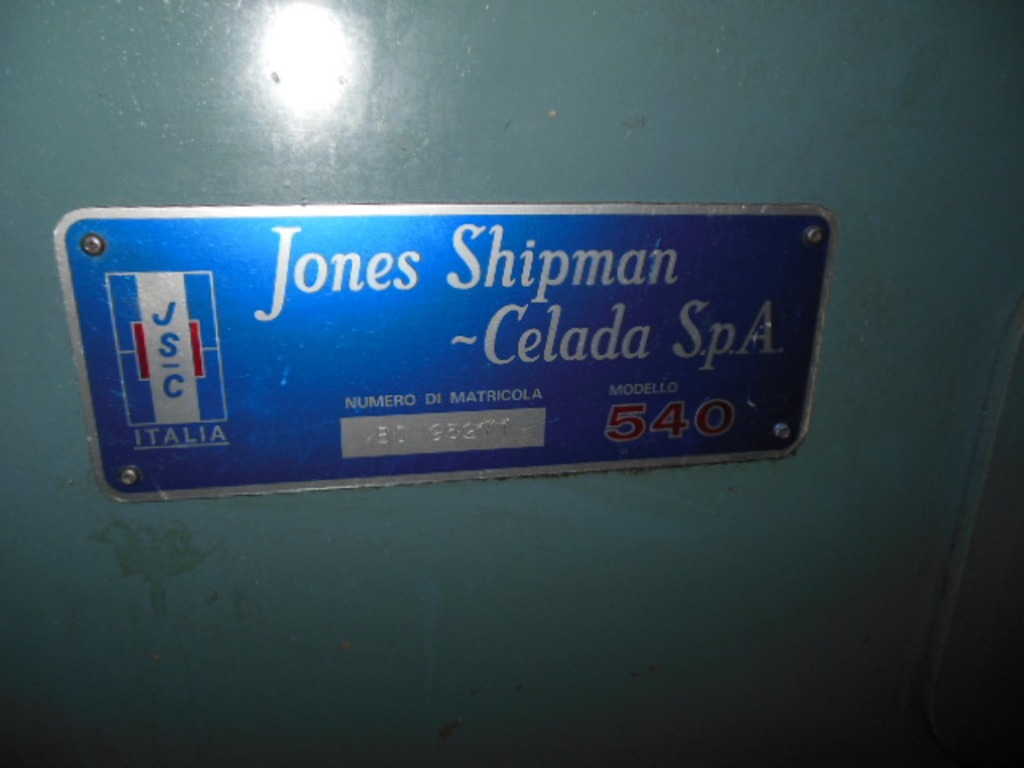 Jones Shipman
~Celada S.p.A.
J
S-
C
ITALIA
NUMERO DI MATRICOLA
MODELLO
540